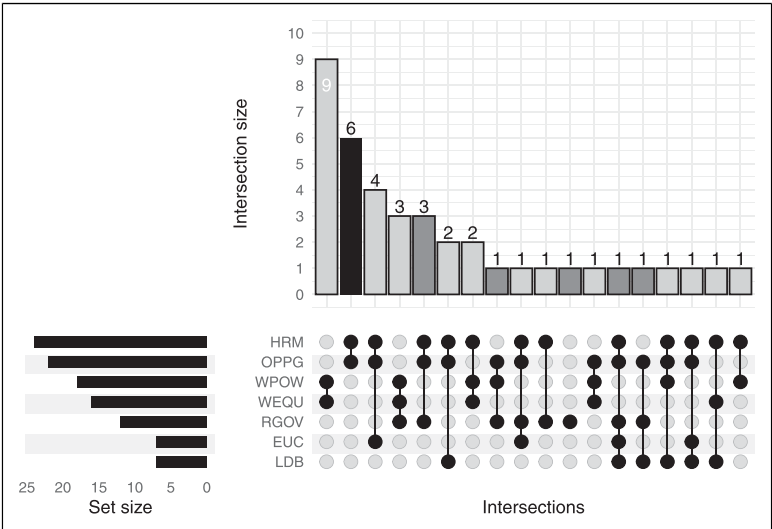 10
9
8
7
6
5
4
3
2
1
0
Intersection size
9 6 4 3 3 2 2 1 1 1 1 1 1 1 1 1 1 1
HRM
OPPG
WPOW
WEQU
RGOV
EUC
LDB
25 20 15 10 5 0
Set size
Intersections